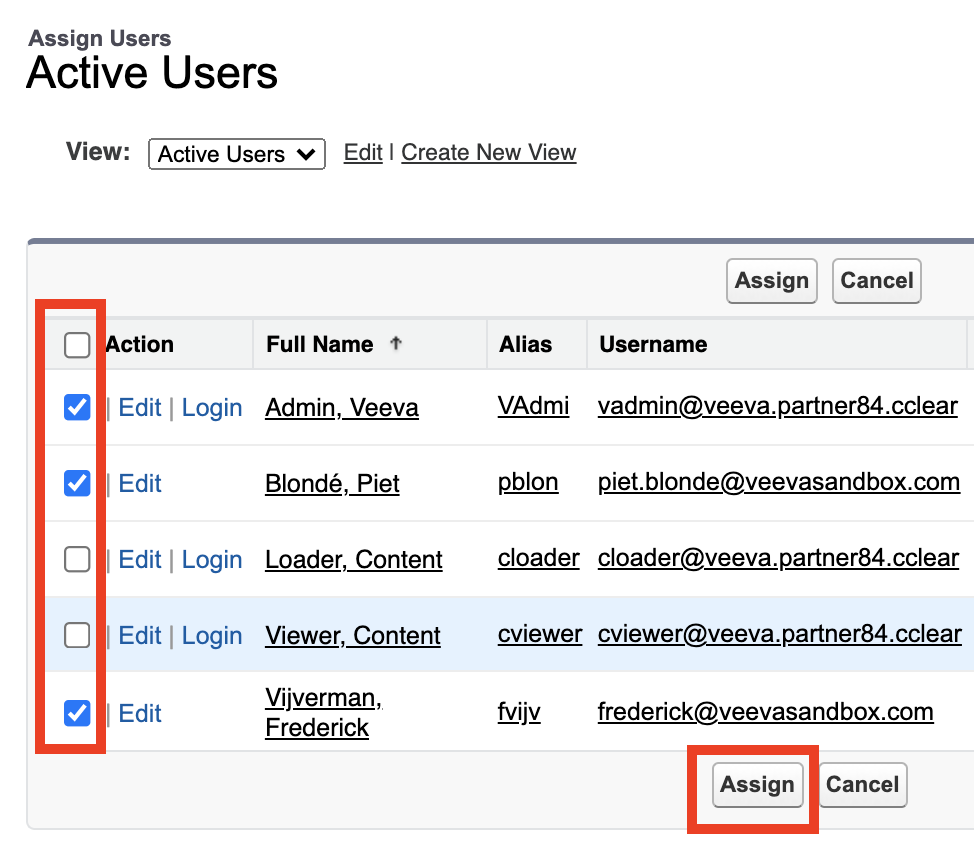 Assign Users
Active Users
View: Active Users Edit | Create New View
Assign Cancel
Action Full Name ↑ Alias Username
| Edit | Login Admin, Veeva VAdmi vadmin@veeva.partner84.cclear
| Edit Blondé, Piet pblon piet.blonde@veevasandbox.com
| Edit | Login Loader, Content cloader cloader@veeva.partner84.cclear
| Edit | Login Viewer, Content cviewer cviewer@veeva.partner84.cclear
| Edit Vijverman, Frederick fvijv frederick@veevasandbox.com
Assign Cancel